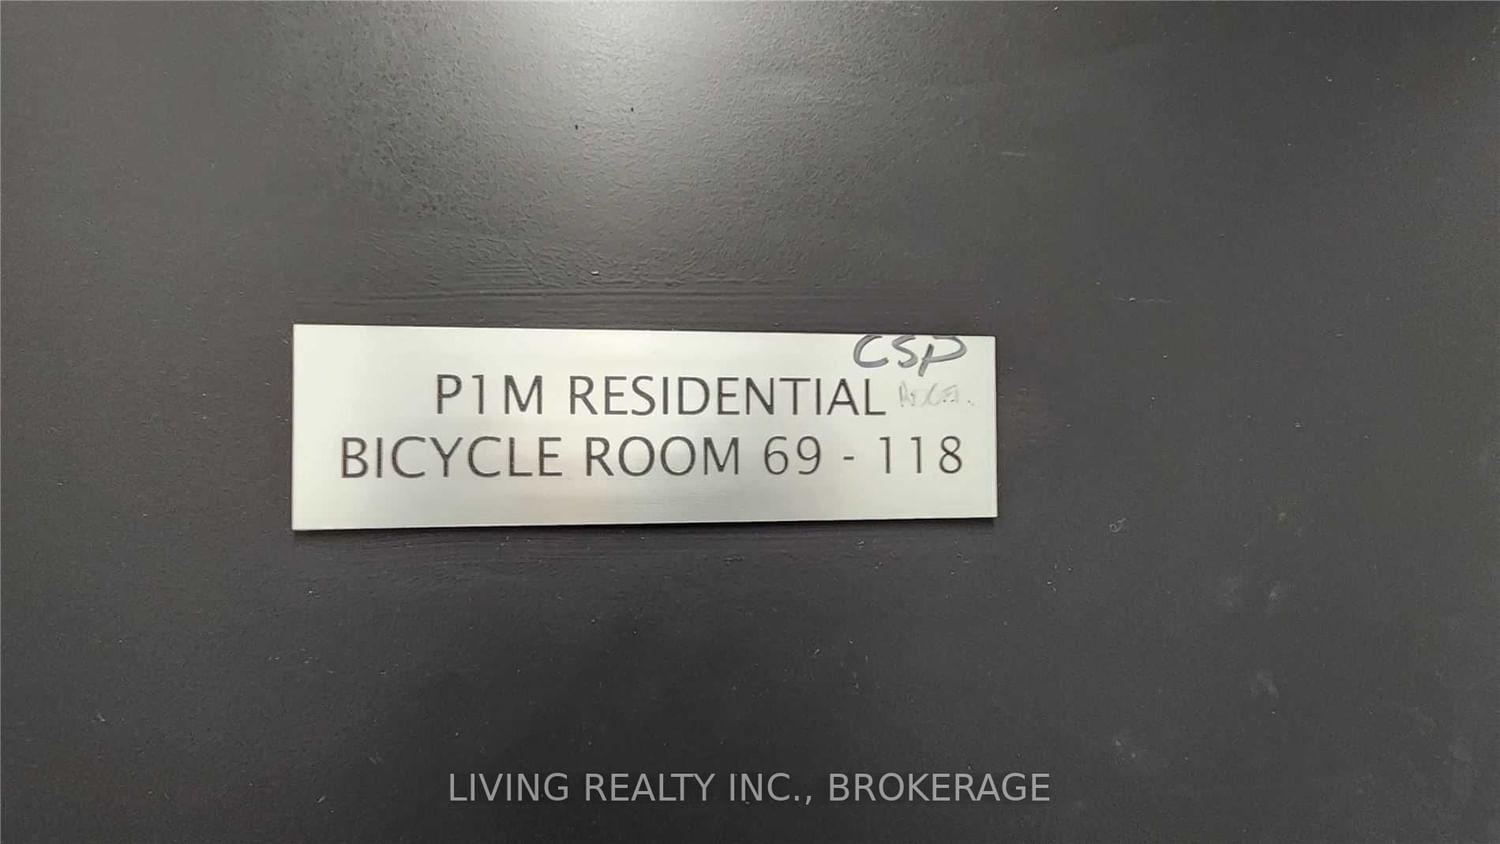 CSP
P1M RESIDENTIAL
BICYCLE ROOM 69 - 118
LIVING REALTY INC., BROKERAGE